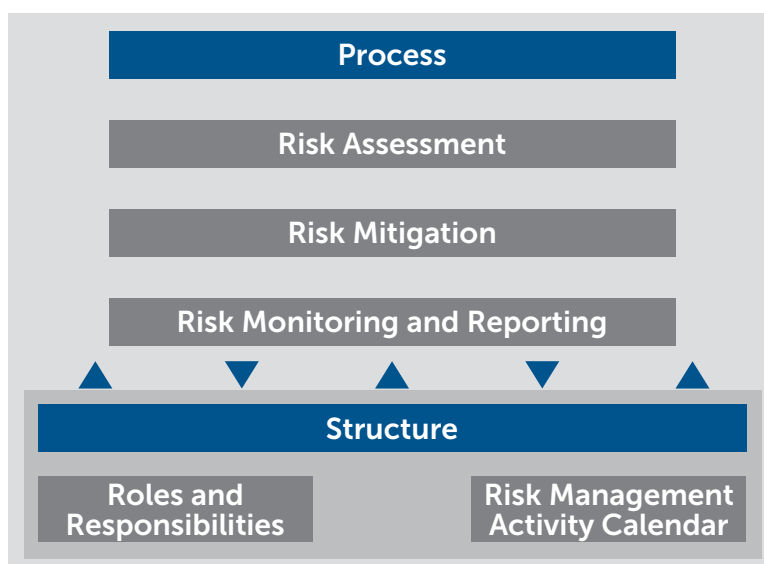 Process
Risk Assessment
Risk Mitigation
Risk Monitoring and Reporting
Structure
Roles and
Responsibilities
Risk Management
Activity Calendar